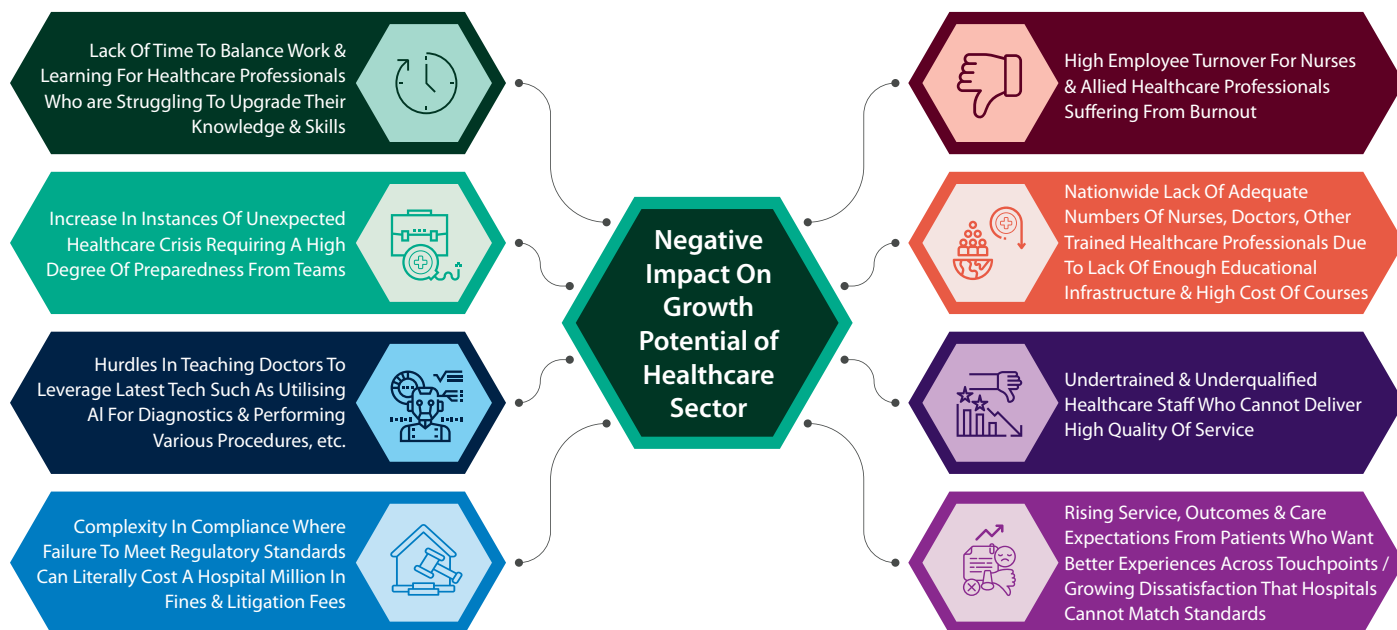 Lack Of Time To Balance Work &
Learning For Healthcare Professionals
Who are Struggling To Upgrade Their
Knowledge & Skills
Increase In Instances Of Unexpected
Healthcare Crisis Requiring A High
Degree Of Preparedness From Teams
Hurdles In Teaching Doctors To
Leverage Latest Tech Such As Utilising
AI For Diagnostics & Performing
Various Procedures, etc.
Complexity In Compliance Where
Failure To Meet Regulatory Standards
Can Literally Cost A Hospital Million In
Fines & Litigation Fees
Negative
Impact On
Growth
Potential of
Healthcare
Sector
High Employee Turnover For Nurses
& Allied Healthcare Professionals
Suffering From Burnout
Nationwide Lack Of Adequate
Numbers Of Nurses, Doctors, Other
Trained Healthcare Professionals Due
To Lack Of Enough Educational
Infrastructure & High Cost Of Courses
Undertrained & Underqualified
Healthcare Staff Who Cannot Deliver
High Quality Of Service
Rising Service, Outcomes & Care
Expectations From Patients Who Want
Better Experiences Across Touchpoints /
Growing Dissatisfaction That Hospitals
Cannot Match Standards